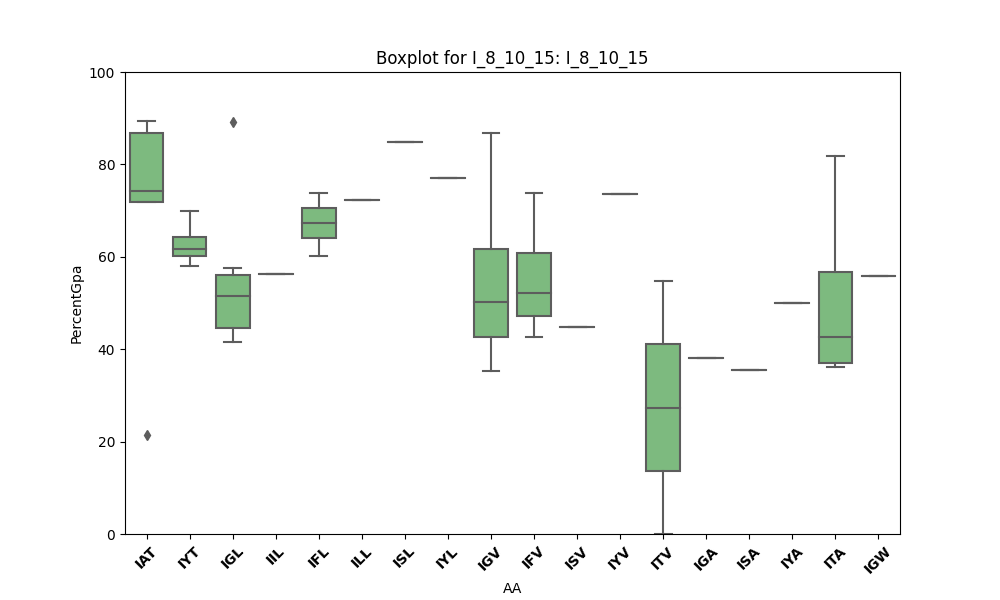 Boxplot for I_8_10_15: I_8_10_15
100
80
60
40
20
0
PercentGpa
IAT IYT IGL IIL IFL ILL ISL IYL IGV IFV ISV IYV ITV IGA ISA IYA ITA IGW
AA